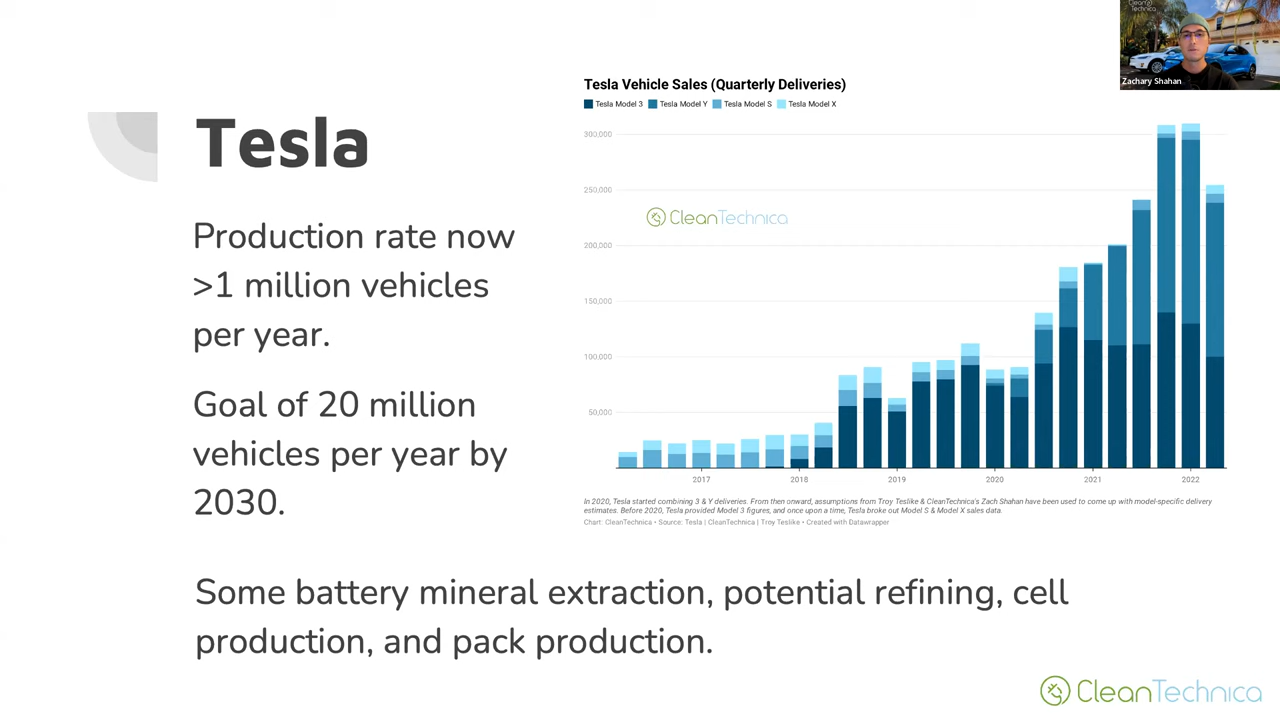 Clean
Technica
Zachary Shahan
Tesla
Production rate now
>1 million vehicles
per year.
Goal of 20 million
vehicles per year by
2030.
Tesla Vehicle Sales (Quarterly Deliveries)
Tesla Model 3 Tesla Model Y Tesla Model S Tesla Model X
300,000
250,000
CleanTechnica
200,000
150,000
100,000
50,000
2017 2018 2019 2020 2021 2022
In 2020, Tesla started combining 3 & Y deliveries. From then onward, assumptions from Troy Teslike & CleanTechnica's Zach Shahan have been used to come up with model-specific delivery
estimates. Before 2020, Tesla provided Model 3 figures, and once upon a time, Tesla broke out Model S & Model X sales data.
Chart: CleanTechnica • Source: Tesla | CleanTechnica | Troy Teslike • Created with Datawrapper
Some battery mineral extraction, potential refining, cell
production, and pack production.
CleanTechnica